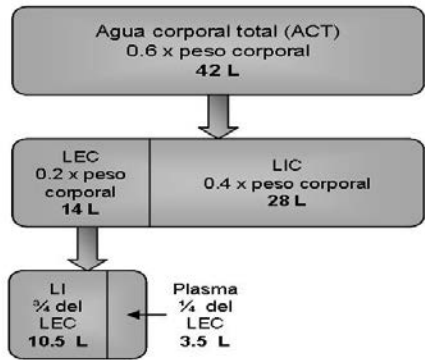 Agua corporal total (ACT)
0.6 x peso corporal
42 L
LEC
0.2 x peso
corporal
14 L
LIC
0.4 x peso corporal
28 L
LI
¾ del
LEC
10.5 L
Plasma
¼ del
LEC
3.5 L